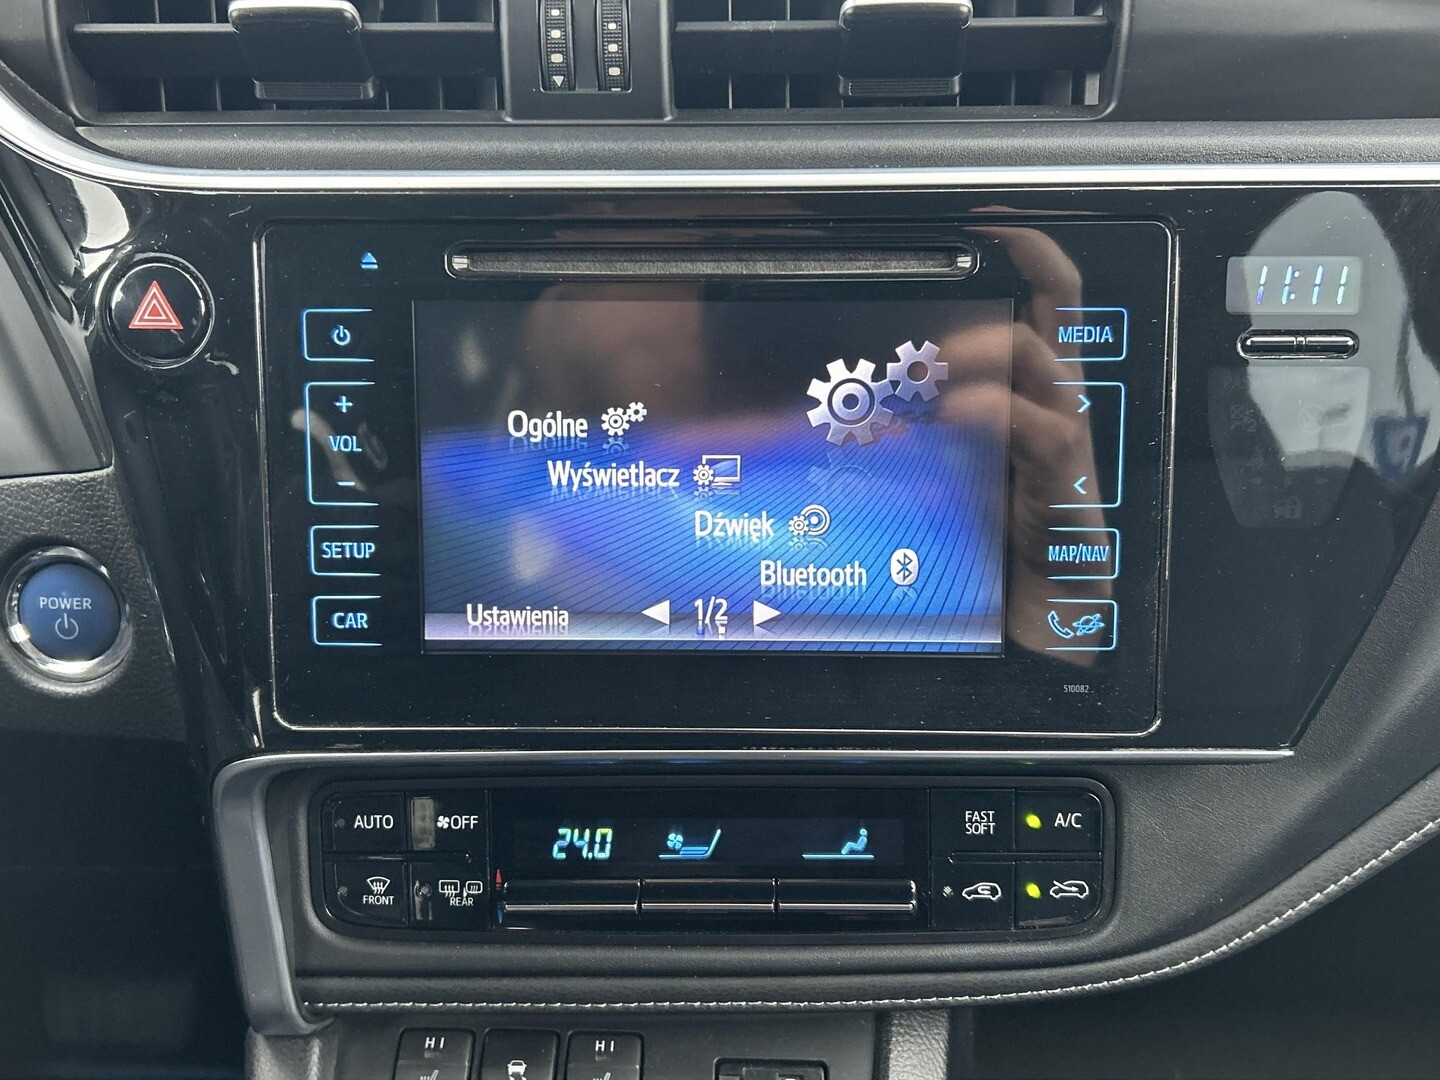 11:11
MEDIA
+
VOL
-
Ogólne
Wyświetlacz
Dźwięk
SETUP
MAP/NAV
Bluetooth
POWER
Ustawienia
1/2
CAR
510082
AUTO
OFF
24.0
FAST
SOFT
A/C
FRONT
REAR
HI
HI